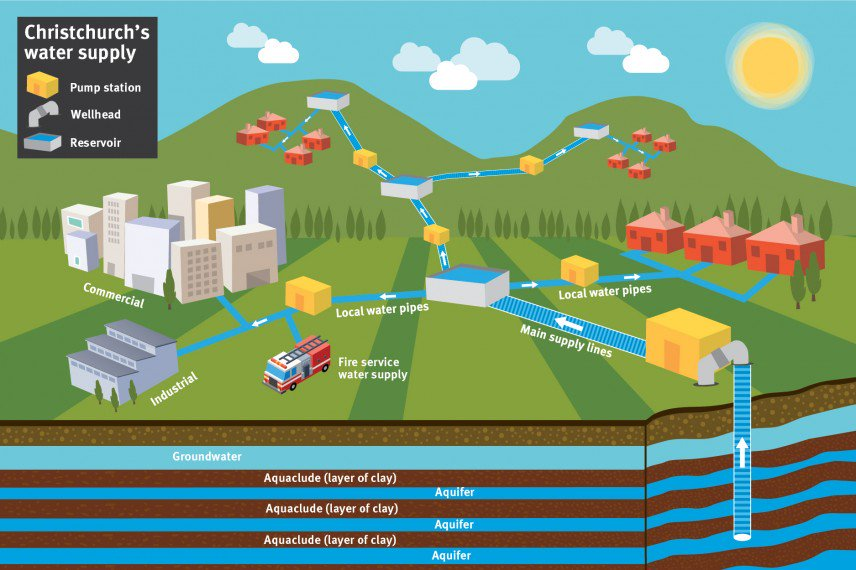 Christchurch's
water supply
Pump station
Wellhead
Reservoir
Commercial
Local water pipes
Local water pipes
Main supply lines
Industrial
Fire service
water supply
Groundwater
Aquaclude (layer of clay)
Aquifer
Aquaclude (layer of clay)
Aquifer
Aquaclude (layer of clay)
Aquifer